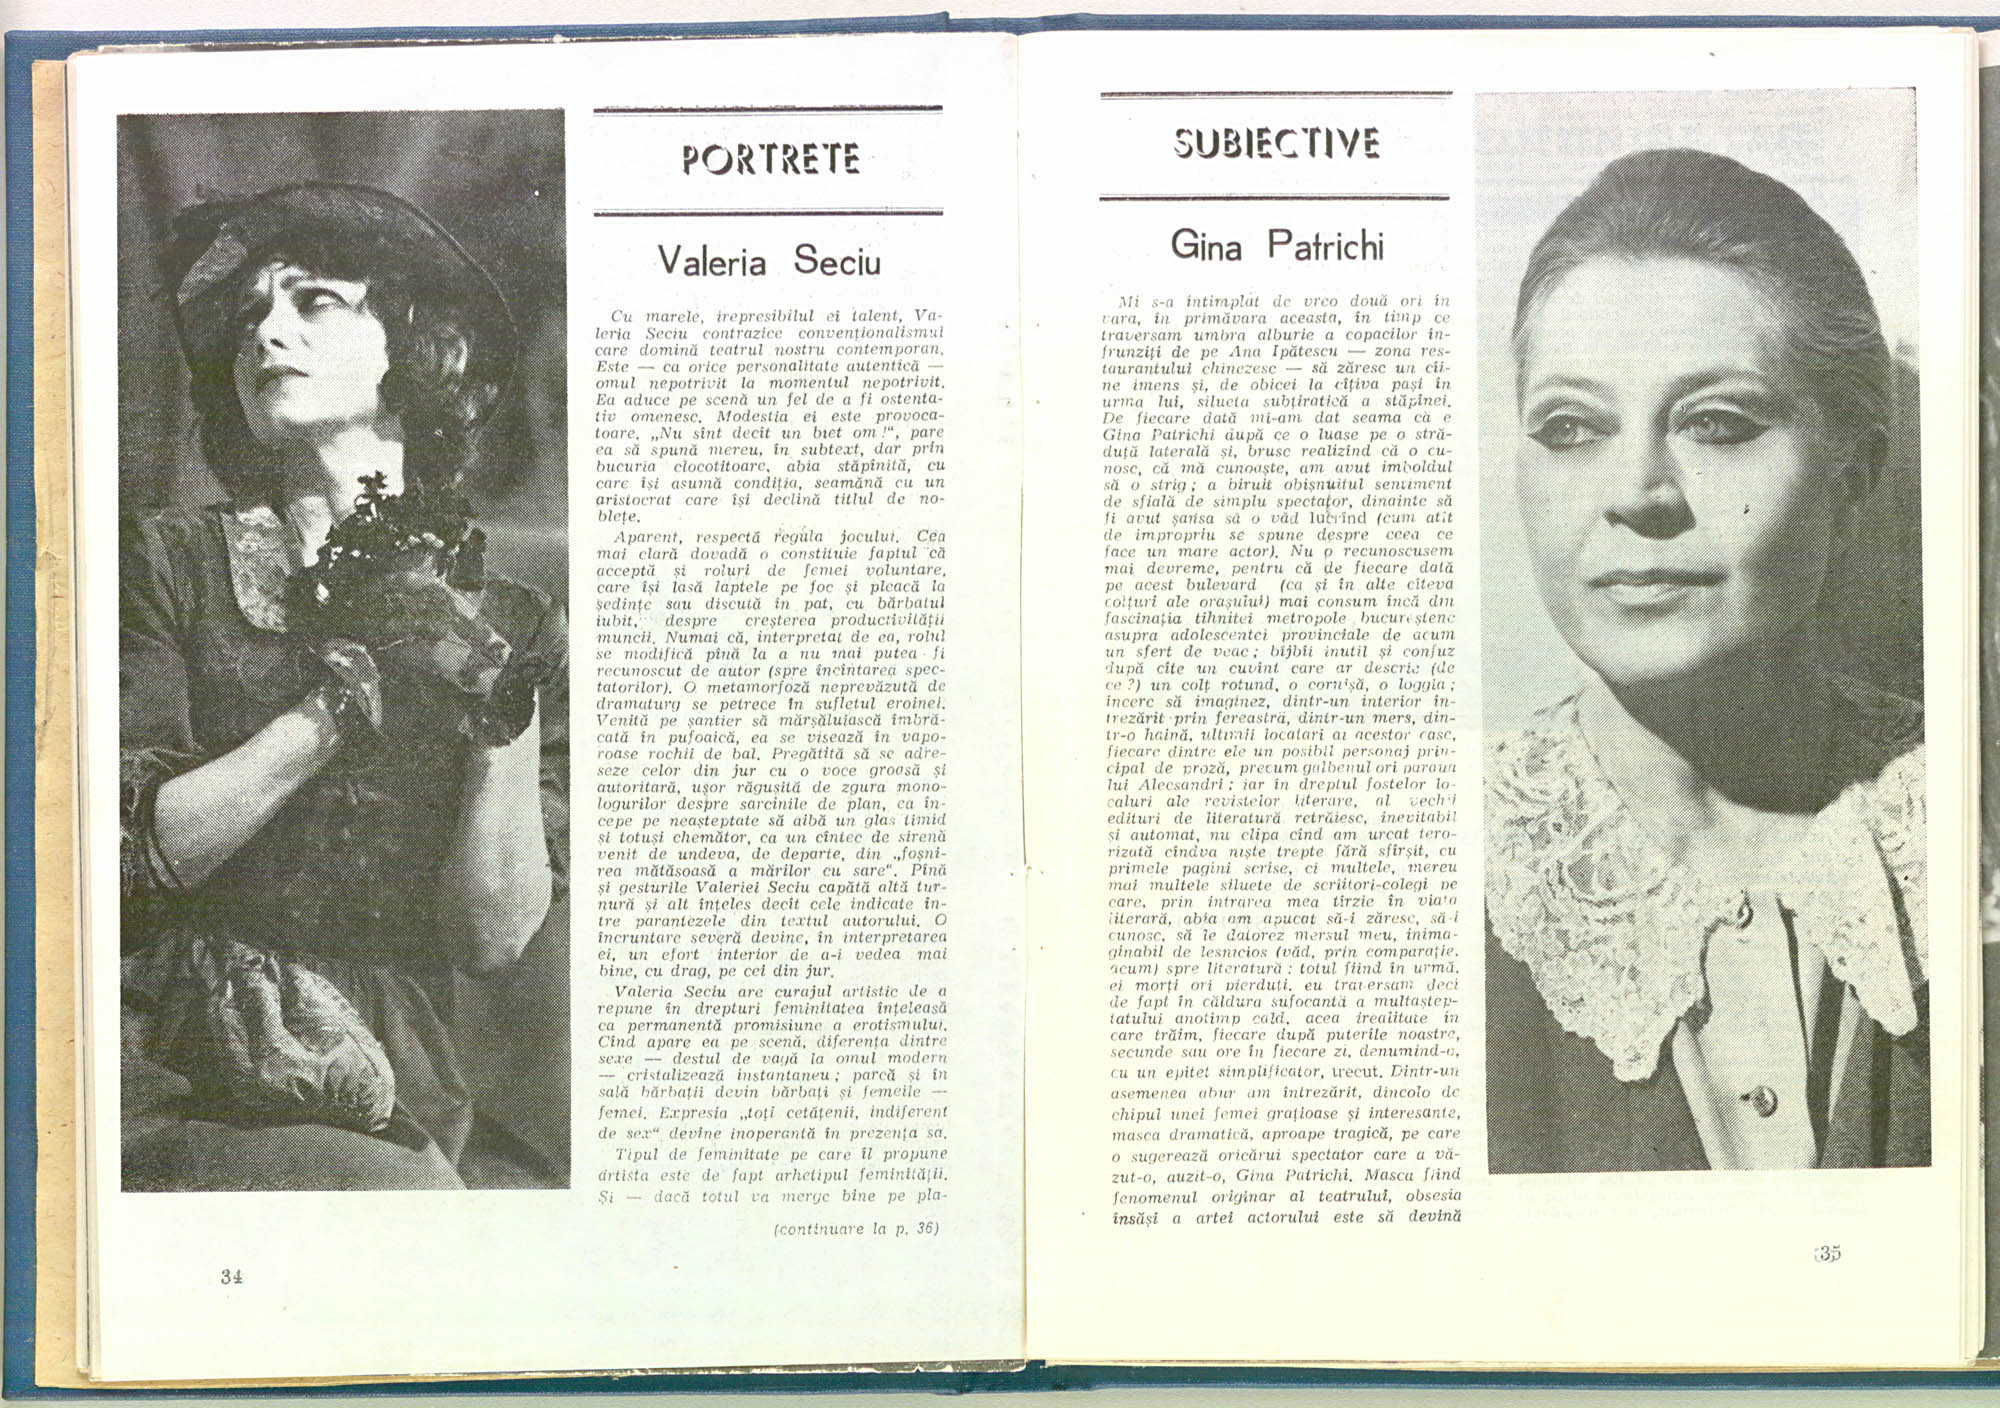 PORTRETE
Valeria Seciu
Cu marele, irepresibilul ei talent, Va-
leria Seciu contrazice convenționalismul
care domină teatrul nostru contemporan.
Este — ca orice personalitate autentică —
omul nepotrivit la momentul nepotrivit.
Ea aduce pe scenă un fel de a fi ostenta-
tiv omenesc. Modestia ei este provoca-
toare. „Nu sînt decît un biet om !“, pare
ea să spună mereu, în subtext, dar prin
bucuria clocotitoare, abia stăpînită, cu
care își asumă condiția, seamănă cu un
aristocrat care își declină titlul de no-
blețe.
Aparent, respectă regula jocului. Cea
mai clară dovadă o constituie faptul că
acceptă și roluri de femei voluntare,
care își lasă laptele pe foc și pleacă la
ședințe sau discută în pat, cu bărbatul
iubit, despre creșterea productivității
muncii. Numai că, interpretat de ea, rolul
se modifică pînă la a nu mai putea fi
recunoscut de autor (spre încîntarea spec-
tatorilor). O metamorfoză neprevăzută de
dramaturg se petrece în sufletul eroinei.
Venită pe șantier să mărșăluiască îmbră-
cată în pufoaică, ea se visează în vapo-
roase rochii de bal. Pregătită să se adre-
seze celor din jur cu o voce groasă și
autoritară, ușor răgușită de zgura mono-
logurilor despre sarcinile de plan, ea în-
cepe pe neașteptate să aibă un glas timid
și totuși chemător, ca un cîntec de sirenă
venit de undeva, de departe, din „foșni-
rea mătăsoasă a mărilor cu sare“. Pînă
și gesturile Valeriei Seciu capătă altă tur-
nură și alt înțeles decît cele indicate în-
tre parantezele din textul autorului. O
încruntare severă devine, în interpretarea
ei, un efort interior de a-i vedea mai
bine, cu drag, pe cei din jur.
Valeria Seciu are curajul artistic de a
repune în drepturi feminitatea înțeleasă
ca permanentă promisiune a erotismului.
Cînd apare ea pe scenă, diferența dintre
sexe — destul de vagă la omul modern
— cristalizează instantaneu ; parcă și în
sală bărbații devin bărbați și femeile —
femei. Expresia „toți cetățenii, indiferent
de sex“ devine inoperantă în prezența sa.
Tipul de feminitate pe care îl propune
artista este de fapt arhetipul feminității.
Și — dacă totul va merge bine pe pla-
(continuare la p. 36)
34
SUBIECTIVE
Gina Patrichi
Mi s-a întîmplat de vreo două ori în
vara, în primăvara aceasta, în timp ce
traversam umbra alburie a copacilor în-
frunziți de pe Ana Ipătescu — zona res-
taurantului chinezesc — să zăresc un cîi-
ne imens și, de obicei la cîțiva pași în
urma lui, silueta subțiratică a stăpînei.
De fiecare dată mi-am dat seama că e
Gina Patrichi după ce o luase pe o stră-
duță laterală și, brusc realizînd că o cu-
nosc, că mă cunoaște, am avut imboldul
să o strig ; a biruit obișnuitul sentiment
de sfială de simplu spectator, dinainte să
fi avut șansa să o văd lucrînd (cum atît
de impropriu se spune despre ceea ce
face un mare actor). Nu o recunoscusem
mai devreme, pentru că de fiecare dată
pe acest bulevard (ca și în alte cîteva
colțuri ale orașului) mai consum încă din
fascinația tihnitei metropole bucureștene
asupra adolescentei provinciale de acum
un sfert de veac ; bîjbîi inutil și confuz
după cîte un cuvînt care ar descrie (de
ce ?) un colț rotund, o cornișă, o loggia ;
încerc să imaginez, dintr-un interior în-
trezărit prin fereastră, dintr-un mers, din-
tr-o haină, ultimii locatari ai acestor case,
fiecare dintre ele un posibil personaj prin-
cipal de proză, precum galbenul ori paraua
lui Alecsandri ; iar în dreptul fostelor lo-
caluri ale revistelor literare, al vechii
edituri de literatură retrăiesc, inevitabil
și automat, nu clipa cînd am urcat tero-
rizată cîndva niște trepte fără sfîrșit, cu
primele pagini scrise, ci multele, mereu
mai multele siluete de scriitori-colegi pe
care, prin intrarea mea tîrzie în viața
literară, abia am apucat să-i zăresc, să-i
cunosc, să le datorez mersul meu, inima-
ginabil de lesnicios (văd, prin comparație,
acum) spre literatură ; totul fiind în urmă,
ei morți ori pierduți, eu traversam deci
de fapt în căldura sufocantă a multaștep-
tatului anotimp cald, acea irealitate în
care trăim, fiecare după puterile noastre,
secunde sau ore în fiecare zi, denumind-o,
cu un epitet simplificator, trecut. Dintr-un
asemenea abur am întrezărit, dincolo de
chipul unei femei grațioase și interesante,
masca dramatică, aproape tragică, pe care
o sugerează oricărui spectator care a vă-
zut-o, auzit-o, Gina Patrichi. Masca fiind
fenomenul originar al teatrului, obsesia
însăși a artei actorului este să devină
35